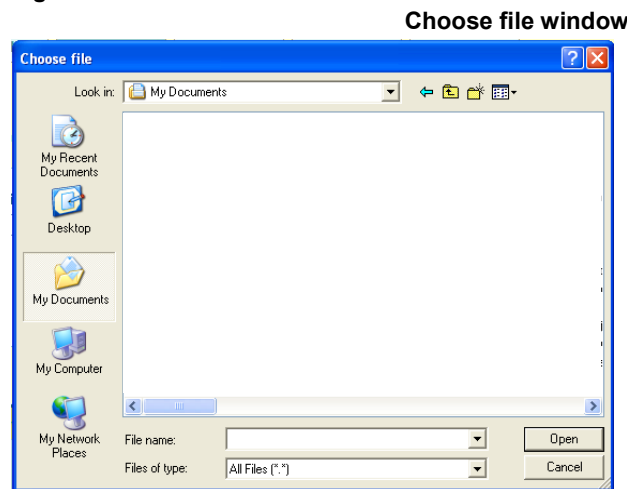 Choose file window
Choose file
Look in: My Documents
My Recent
Documents
Desktop
My Documents
My Computer
My Network
Places
File name:
Open
Files of type: All Files (*.*)
Cancel